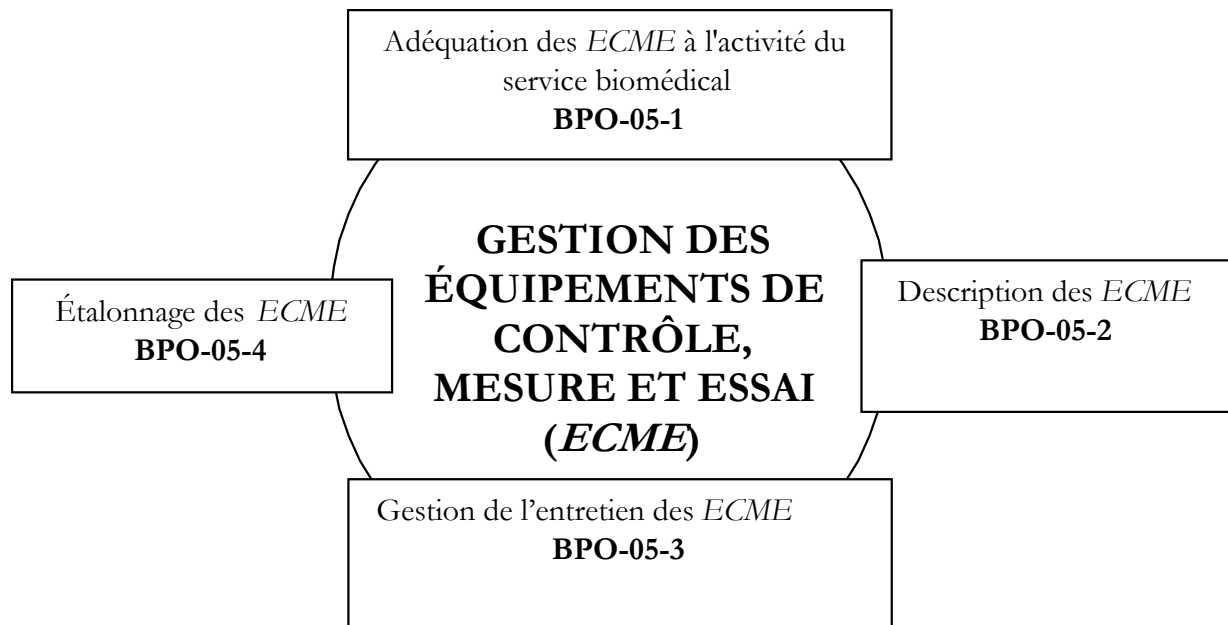 Adéquation des ECME à l'activité du
service biomédical
BPO-05-1
GESTION DES
ÉQUIPEMENTS DE
CONTRÔLE,
MESURE ET ESSAI
(ECME)
Étalonnage des ECME
BPO-05-4
Description des ECME
BPO-05-2
Gestion de l’entretien des ECME
BPO-05-3